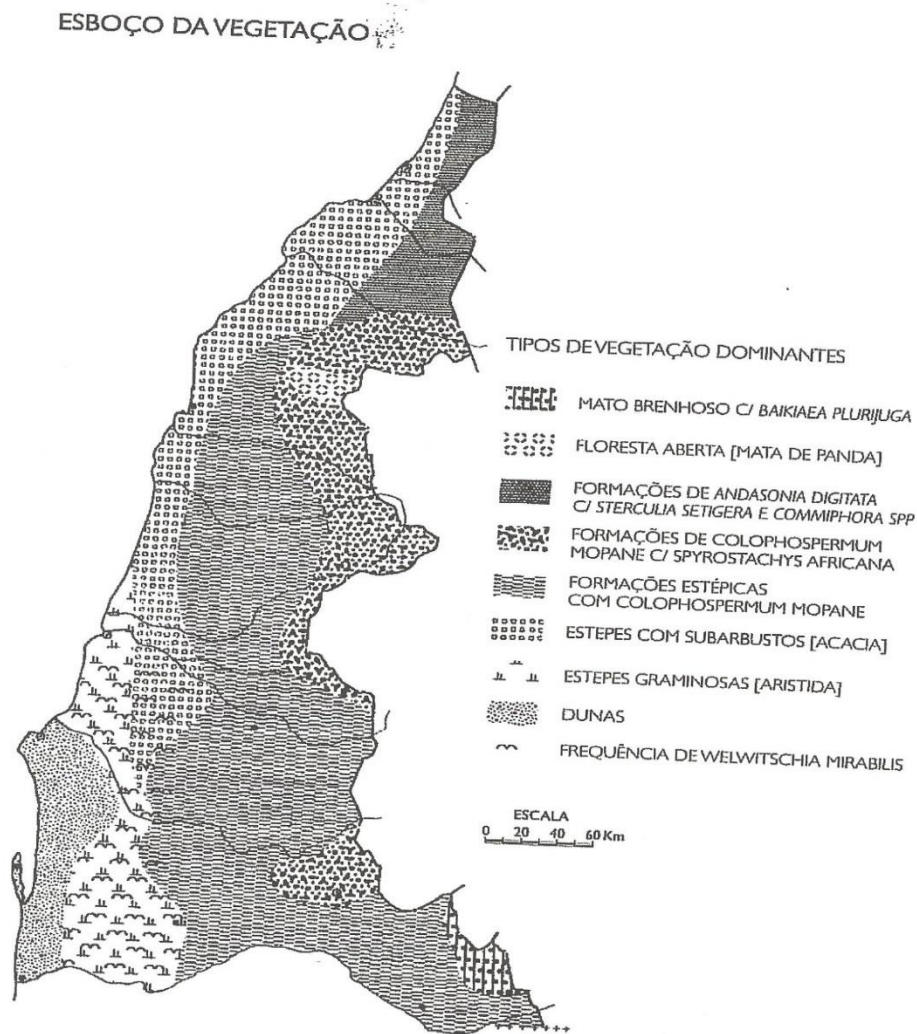 ESBOÇO DA VEGETAÇÃO
TIPOS DE VEGETAÇÃO DOMINANTES
MATO BRENHOSO C/ BAIKIAEA PLURIJUGA
FLORESTA ABERTA [MATA DE PANDA]
FORMAÇÕES DE ANDASONIA DIGITATA
C/ STERCULIA SETIGERA E COMMIPHORA SPP
FORMAÇÕES DE COLOPHOSPERMUM
MOPANE C/ SPYROSTACHYS AFRICANA
FORMAÇÕES ESTÉPICAS
COM COLOPHOSPERMUM MOPANE
ESTEPES COM SUBARBUSTOS [ACACIA]
ESTEPES GRAMINOSAS [ARISTIDA]
DUNAS
FREQUÊNCIA DE WELWITSCHIA MIRABILIS
ESCALA
0 20 40 60 Km